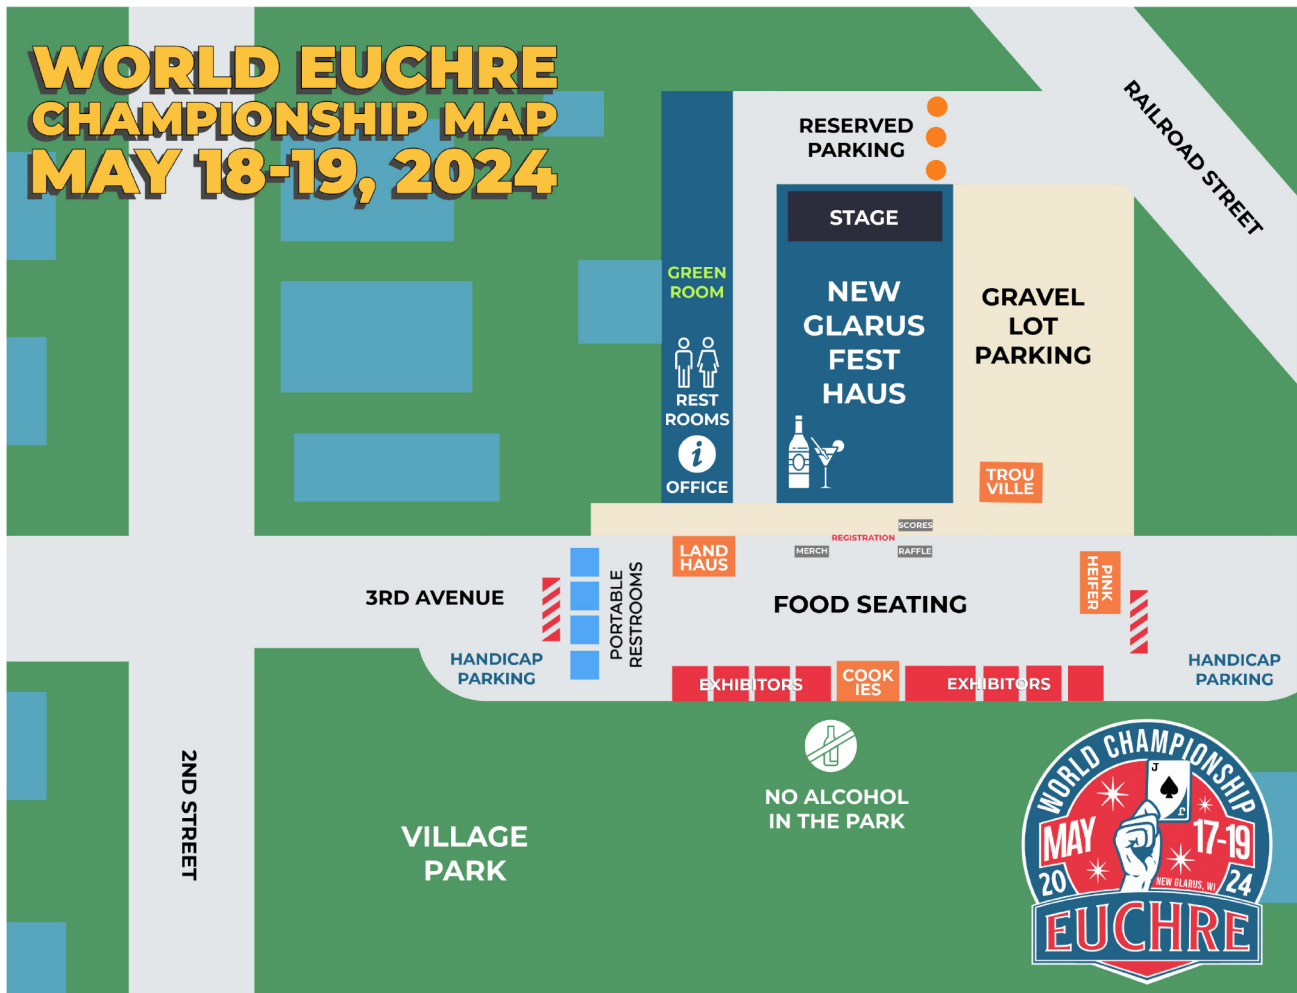 WORLD EUCHRE
CHAMPIONSHIP MAP
MAY 18-19, 2024
RAILROAD STREET
RESERVED
PARKING
STAGE
GREEN
ROOM
NEW
GLARUS
FEST
HAUS
GRAVEL
LOT
PARKING
REST
ROOMS
i
OFFICE
TROU
VILLE
SCORES
REGISTRATION
MERCH
RAFFLE
LAND
HAUS
PINK
HEIFER
3RD AVENUE
PORTABLE
RESTROOMS
FOOD SEATING
HANDICAP
PARKING
HANDICAP
PARKING
EXHIBITORS
COOK
IES
EXHIBITORS
2ND STREET
NO ALCOHOL
IN THE PARK
VILLAGE
PARK
WORLD CHAMPIONSHIP
J
J
MAY
17-19
20
NEW GLARUS, WI
24
EUCHRE